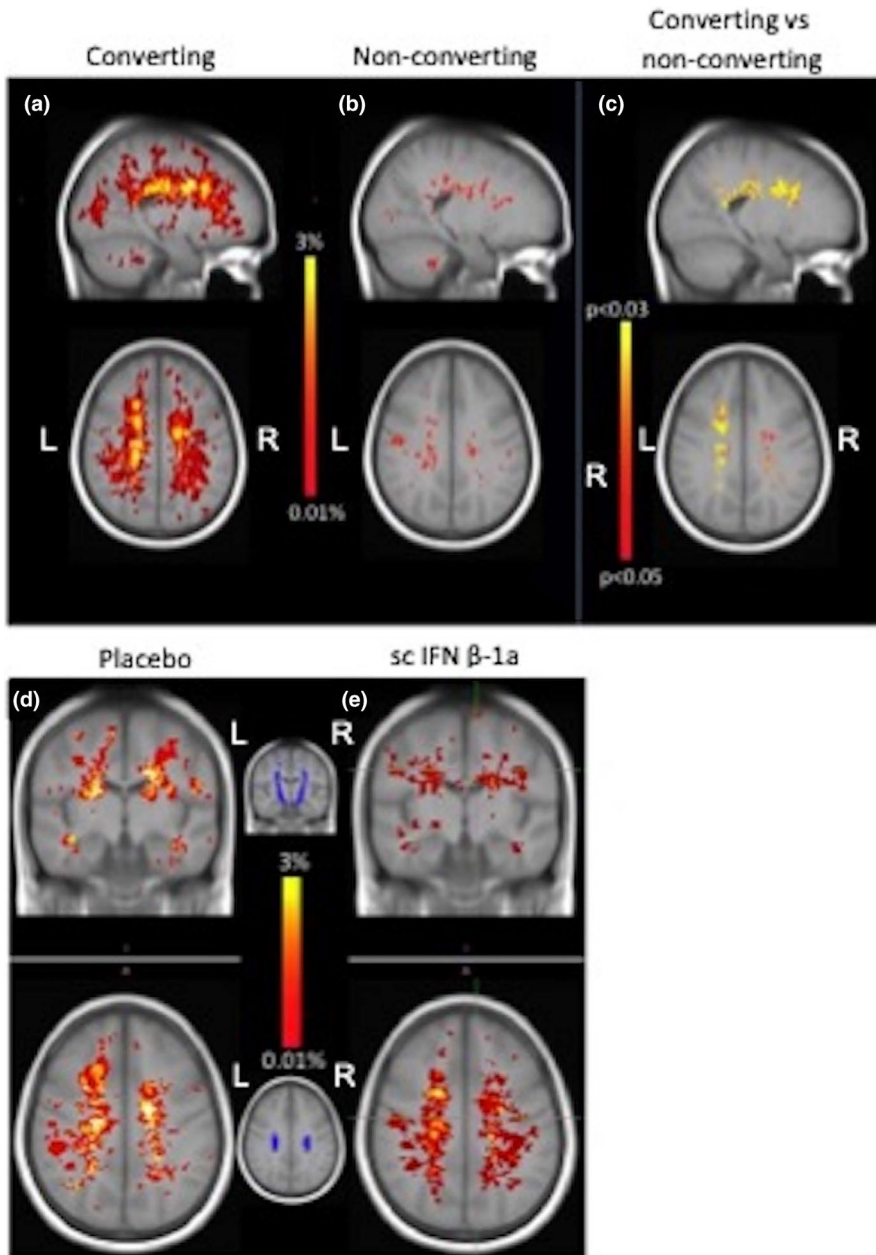 Converting
Non-converting
Converting vs
non-converting
(a)
(b)
(c)
3%
0.01%
L
R
L
R
p<0.03
L
R
p<0.05
Placebo
sc IFN β-1a
(d)
(e)
L
R
3%
0.01%
L
R